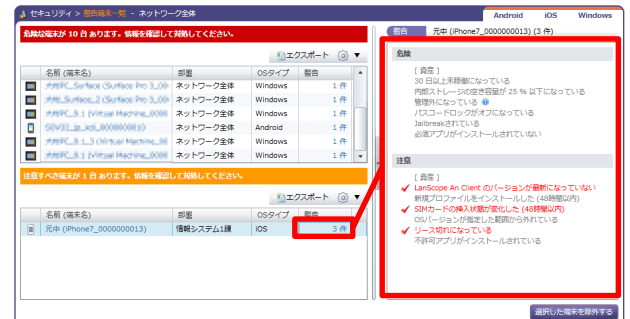 セキュリティ > 警告端末一覧 - ネットワーク全体
Android iOS Windows
危険な端末が 10 台 あります。情報を確認して対処してください。
エクスポート
名前 (端末名) 部署 OSタイプ 警告
ネットワーク全体 Windows 1 件
ネットワーク全体 Windows 1 件
ネットワーク全体 Windows 1 件
ネットワーク全体 Android 1 件
ネットワーク全体 Windows 1 件
ネットワーク全体 Windows 1 件
注意すべき端末が 1 台 あります。情報を確認して対処してください。
エクスポート
名前 (端末名) 部署 OSタイプ 警告
元中 (iPhone7_0000000013) 情報システム1課 iOS 3 件
警告 元中 (iPhone7_0000000013) (3 件)
危険
[ 資産 ]
30 日以上未稼働になっている
内部ストレージの空き容量が 25 % 以下になっている
管理外になっている
パスコードロックがオフになっている
Jailbreakされている
必須アプリがインストールされていない
注意
[ 資産 ]
LanScope An Client のバージョンが最新になっていない
新規プロファイルをインストールした (48時間以内)
SIMカードの挿入状態が変化した (48時間以内)
OSバージョンが指定した範囲から外れている
リース切れになっている
不許可アプリがインストールされている
選択した端末を除外する